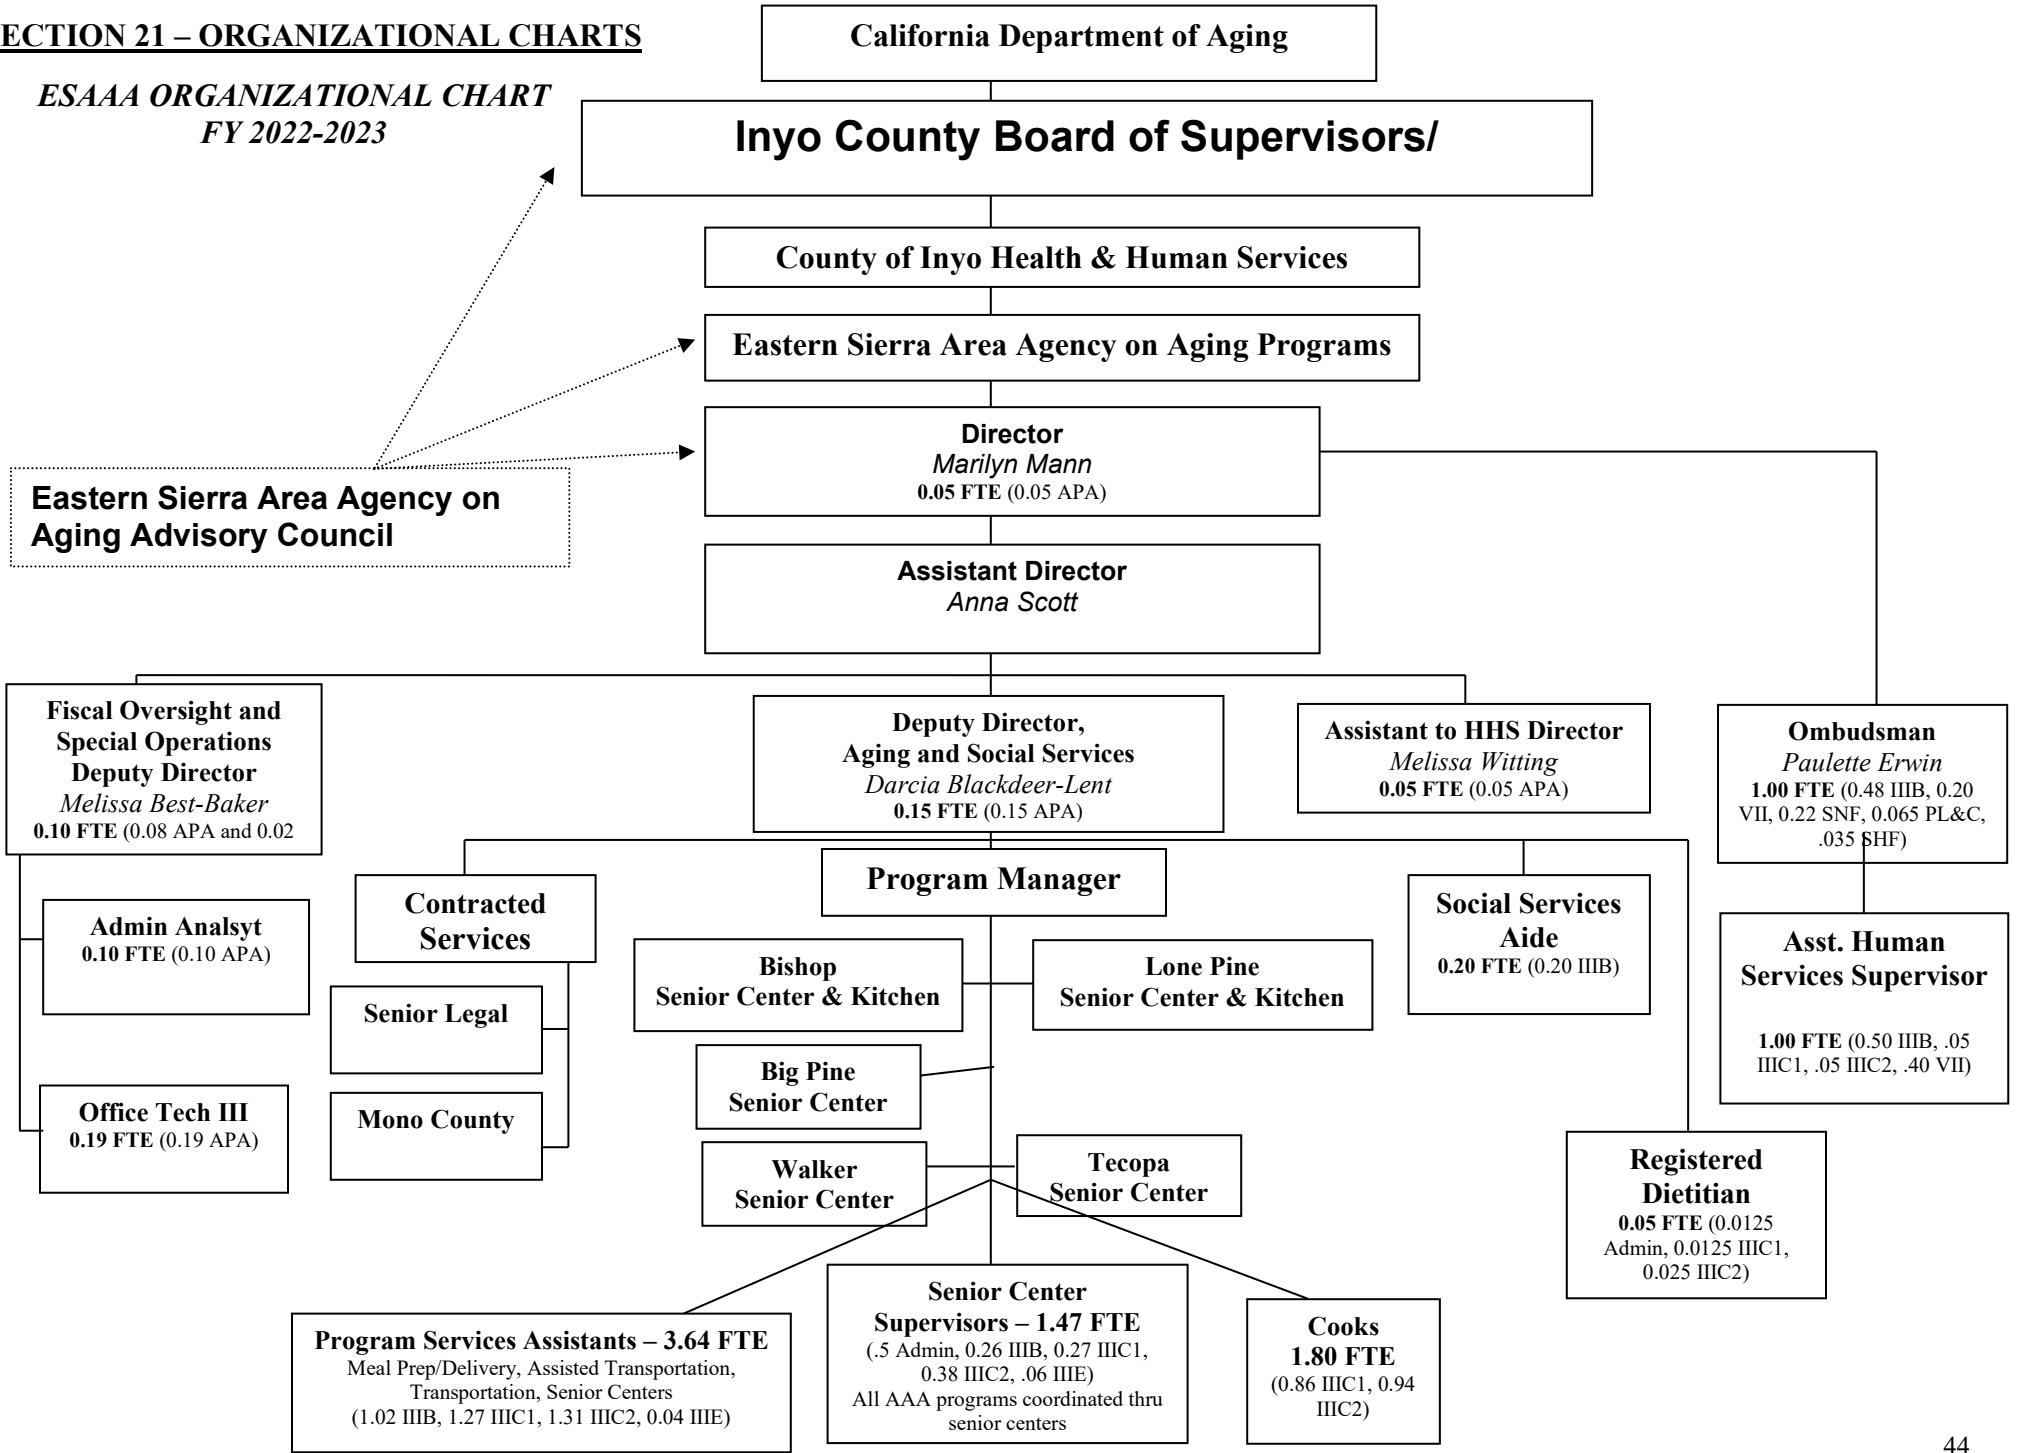 ECTION 21 – ORGANIZATIONAL CHARTS
ESAAA ORGANIZATIONAL CHART
FY 2022-2023
California Department of Aging
Inyo County Board of Supervisors/
County of Inyo Health & Human Services
Eastern Sierra Area Agency on Aging Programs
Director
Marilyn Mann
0.05 FTE (0.05 APA)
Eastern Sierra Area Agency on
Aging Advisory Council
Assistant Director
Anna Scott
Fiscal Oversight and
Special Operations
Deputy Director
Melissa Best-Baker
0.10 FTE (0.08 APA and 0.02
Deputy Director,
Aging and Social Services
Darcia Blackdeer-Lent
0.15 FTE (0.15 APA)
Assistant to HHS Director
Melissa Witting
0.05 FTE (0.05 APA)
Ombudsman
Paulette Erwin
1.00 FTE (0.48 IIIB, 0.20
VII, 0.22 SNF, 0.065 PL&C,
.035 SHF)
Program Manager
Contracted
Services
Social Services
Aide
0.20 FTE (0.20 IIIB)
Admin Analsyt
0.10 FTE (0.10 APA)
Asst. Human
Services Supervisor
1.00 FTE (0.50 IIIB, .05
IIIC1, .05 IIIC2, .40 VII)
Bishop
Senior Center & Kitchen
Lone Pine
Senior Center & Kitchen
Senior Legal
Big Pine
Senior Center
Office Tech III
0.19 FTE (0.19 APA)
Mono County
Walker
Senior Center
Tecopa
Senior Center
Registered
Dietitian
0.05 FTE (0.0125
Admin, 0.0125 IIIC1,
0.025 IIIC2)
Program Services Assistants – 3.64 FTE
Meal Prep/Delivery, Assisted Transportation,
Transportation, Senior Centers
(1.02 IIIB, 1.27 IIIC1, 1.31 IIIC2, 0.04 IIIE)
Senior Center
Supervisors – 1.47 FTE
(.5 Admin, 0.26 IIIB, 0.27 IIIC1,
0.38 IIIC2, .06 IIIE)
All AAA programs coordinated thru
senior centers
Cooks
1.80 FTE
(0.86 IIIC1, 0.94
IIIC2)
44